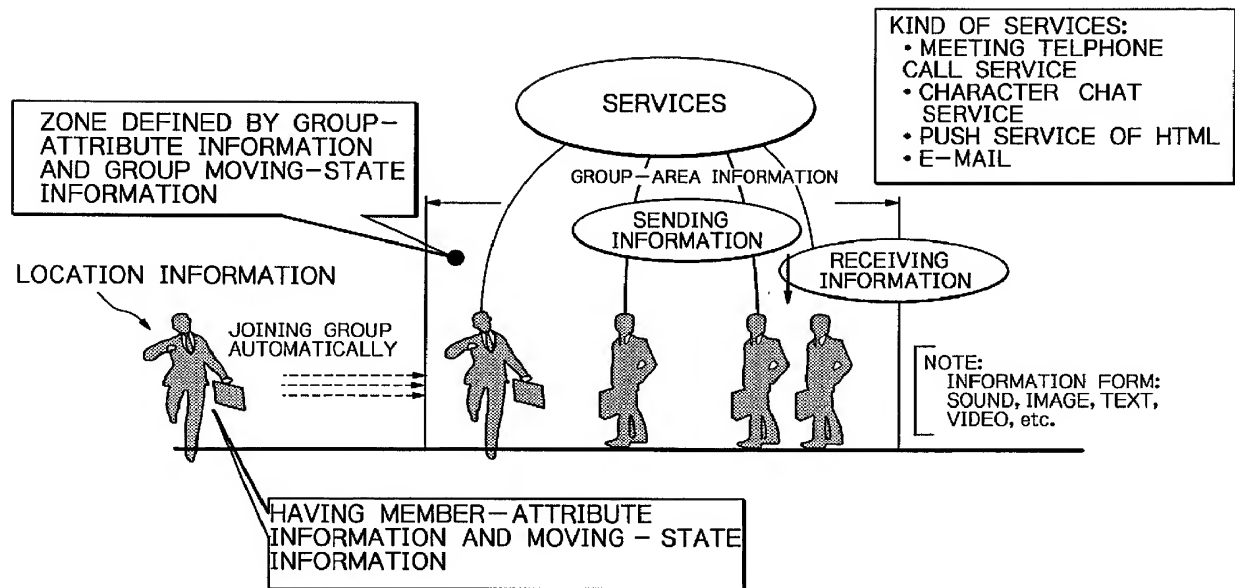 KIND OF SERVICES:
• MEETING TELPHONE
CALL SERVICE
• CHARACTER CHAT
SERVICE
• PUSH SERVICE OF HTML
• E-MAIL
SERVICES
ZONE DEFINED BY GROUP-
ATTRIBUTE INFORMATION
AND GROUP MOVING-STATE
INFORMATION
GROUP-AREA INFORMATION
SENDING
INFORMATION
RECEIVING
INFORMATION
LOCATION INFORMATION
JOINING GROUP
AUTOMATICALLY
NOTE:
INFORMATION FORM:
SOUND, IMAGE, TEXT,
VIDEO, etc.
HAVING MEMBER-ATTRIBUTE
INFORMATION AND MOVING-STATE
INFORMATION